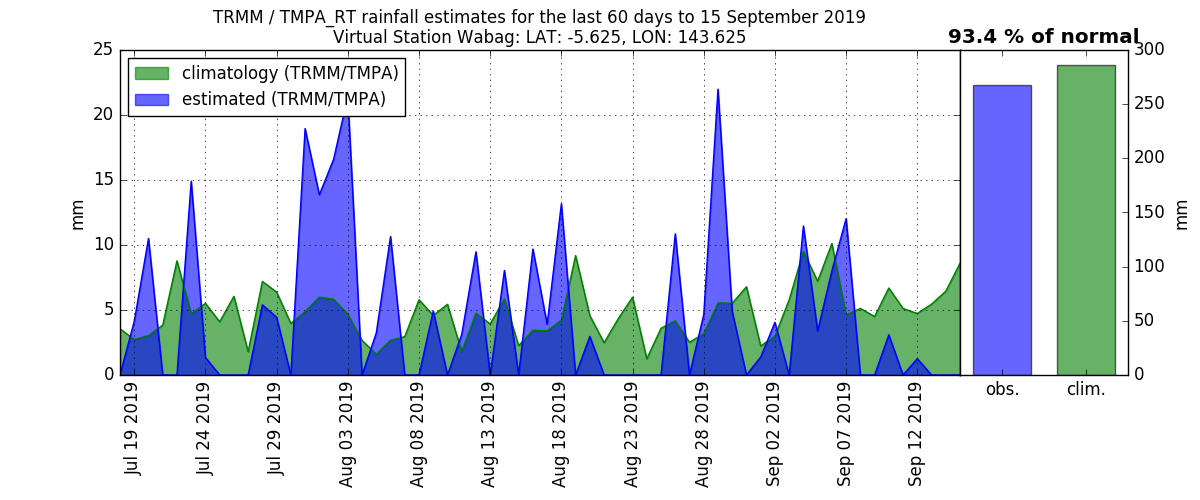 TRMM / TMPA_RT rainfall estimates for the last 60 days to 15 September 2019
Virtual Station Wabag: LAT: -5.625, LON: 143.625
93.4 % of normal
climatology (TRMM/TMPA)
estimated (TRMM/TMPA)
25
20
15
10
5
0
mm
300
250
200
150
100
50
0
mm
Jul 19 2019
Jul 24 2019
Jul 29 2019
Aug 03 2019
Aug 08 2019
Aug 13 2019
Aug 18 2019
Aug 23 2019
Aug 28 2019
Sep 02 2019
Sep 07 2019
Sep 12 2019
obs.
clim.